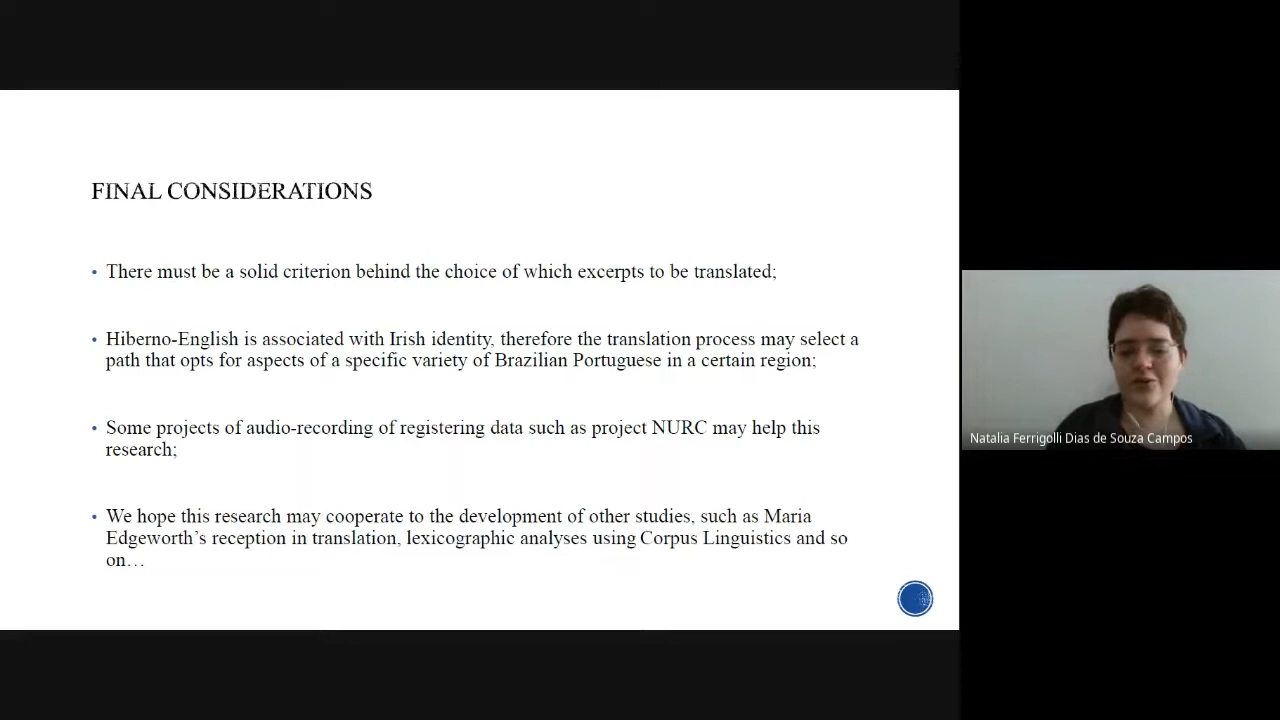 FINAL CONSIDERATIONS
• There must be a solid criterion behind the choice of which excerpts to be translated;
• Hiberno-English is associated with Irish identity, therefore the translation process may select a
path that opts for aspects of a specific variety of Brazilian Portuguese in a certain region;
• Some projects of audio-recording of registering data such as project NURC may help this
research;
• We hope this research may cooperate to the development of other studies, such as Maria
Edgeworth’s reception in translation, lexicographic analyses using Corpus Linguistics and so
on…
Natalia Ferrigolli Dias de Souza Campos